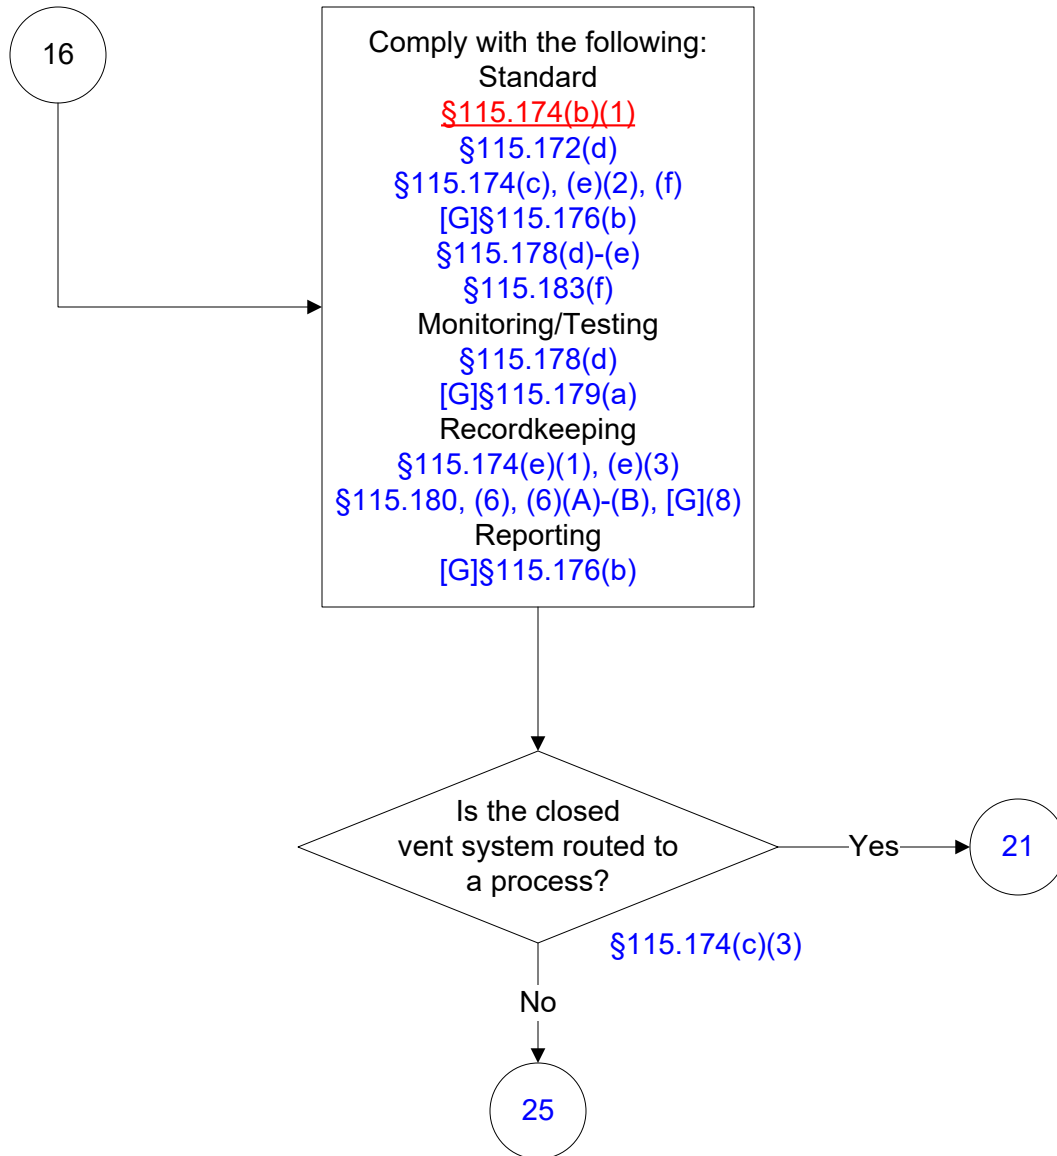 16
Comply with the following:
Standard
§115.174(b)(1)
§115.172(d)
§115.174(c), (e)(2), (f)
[G]§115.176(b)
§115.178(d)-(e)
§115.183(f)
Monitoring/Testing
§115.178(d)
[G]§115.179(a)
Recordkeeping
§115.174(e)(1), (e)(3)
§115.180, (6), (6)(A)-(B), [G](8)
Reporting
[G]§115.176(b)
Is the closed
vent system routed to
a process?
Yes
21
§115.174(c)(3)
No
25